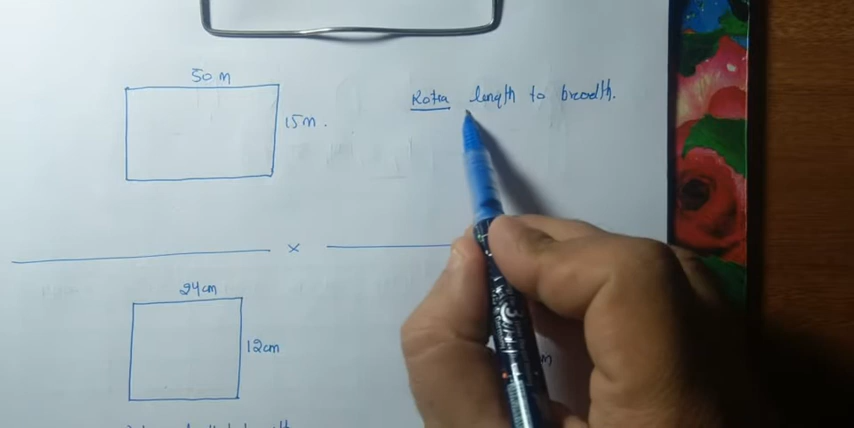 50 m
15m.
Ratio length to breadth.
x
24cm
12cm
m